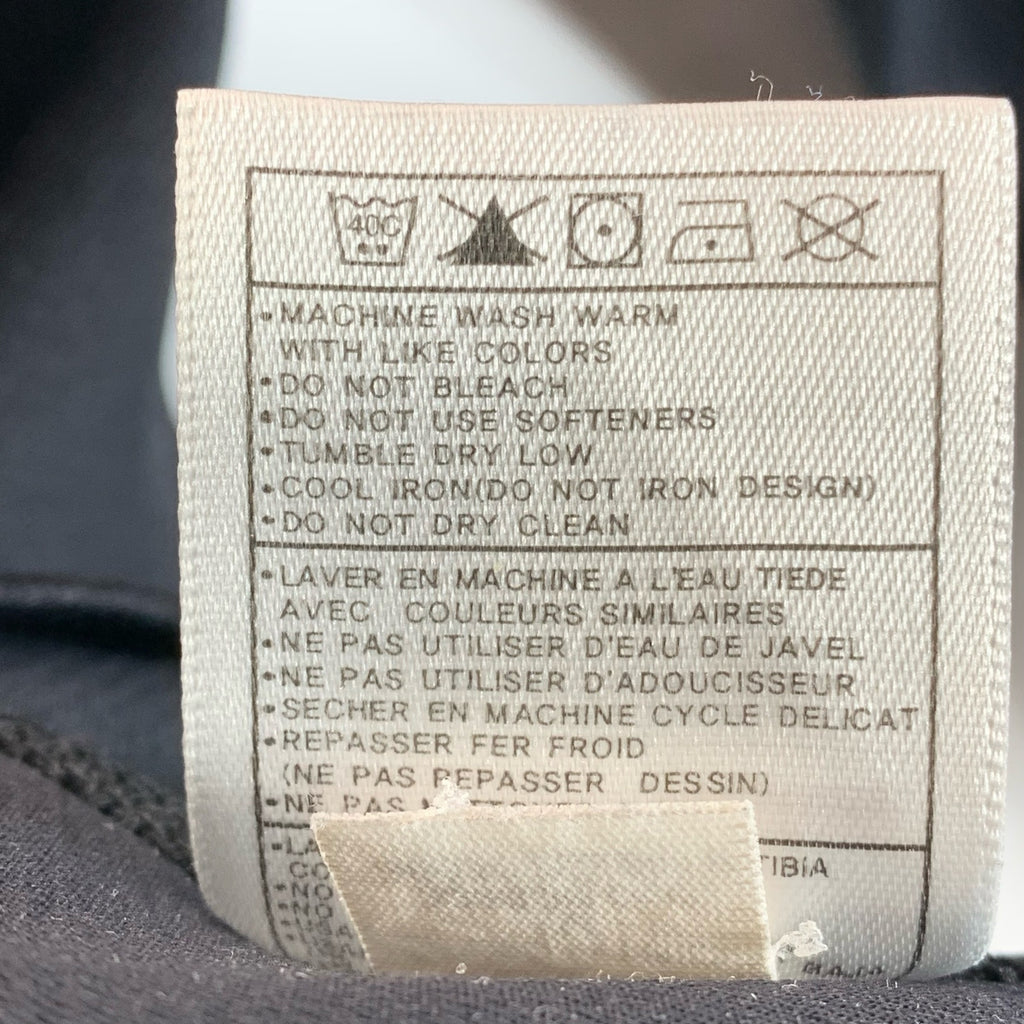 40C
•MACHINE WASH WARM
WITH LIKE COLORS
•DO NOT BLEACH
•DO NOT USE SOFTENERS
•TUMBLE DRY LOW
•COOL IRON(DO NOT IRON DESIGN)
•DO NOT DRY CLEAN
•LAVER EN MACHINE A L'EAU TIEDE
AVEC COULEURS SIMILAIRES
•NE PAS UTILISER D'EAU DE JAVEL
•NE PAS UTILISER D'ADOUCISSEUR
•SECHER EN MACHINE CYCLE DELICAT
•REPASSER FER FROID
(NE PAS REPASSER DESSIN)
•NE PAS
TIBIA